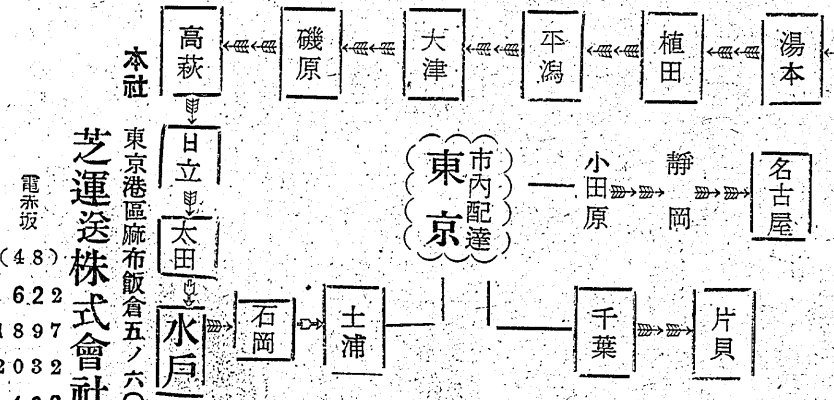 湯本
植田
平潟
大津
磯原
高萩
日立
太田
水戶
石岡
土浦
市內配達
東京
小田原
靜岡
名古屋
千葉
片貝
本社
東京港區麻布飯倉五ノ六〇
芝運送株式會社
電赤坂
(48)
622
1897
2032